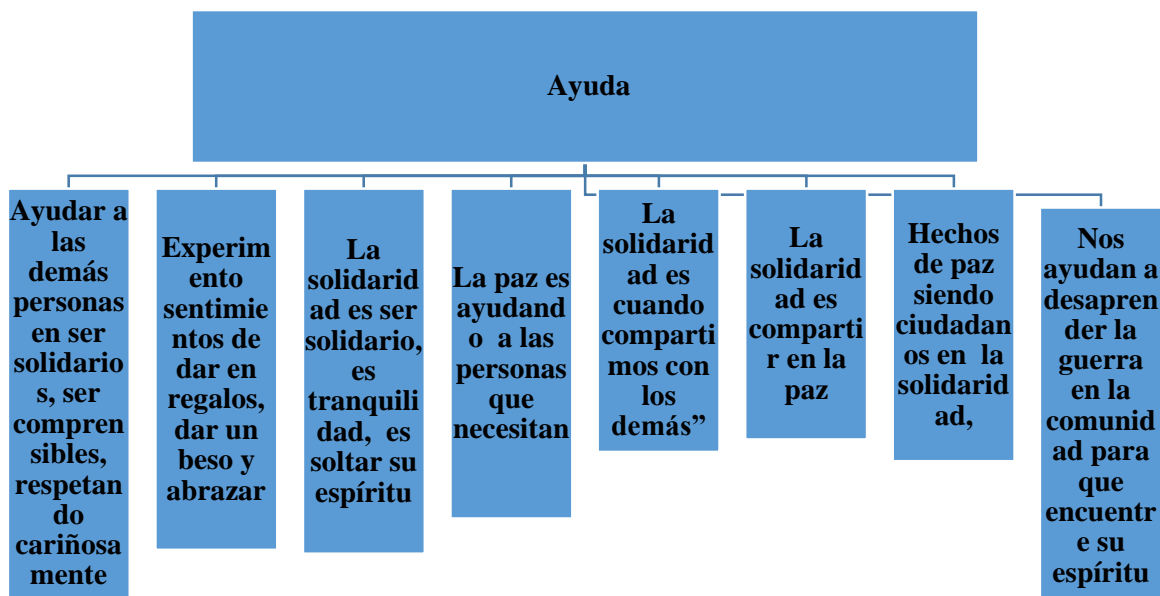 Ayuda
Ayudar a
las
demás
personas
en ser
solidario
s, ser
compren
sibles,
respetan
do
cariñosa
mente
Experim
ento
sentimie
ntos de
dar en
regalos,
dar un
beso y
abrazar
La
solidarid
ad es ser
solidario,
es
tranquili
dad, es
soltar su
espíritu
La paz es
ayudand
o a las
personas
que
necesitan
La
solidarid
ad es
cuando
comparti
mos con
los
demás”
La
solidarid
ad es
comparti
r en la
paz
Hechos
de paz
siendo
ciudadan
os en la
solidarid
ad,
Nos
ayudan a
desapren
der la
guerra
en la
comunid
ad para
que
encuentr
e su
espíritu